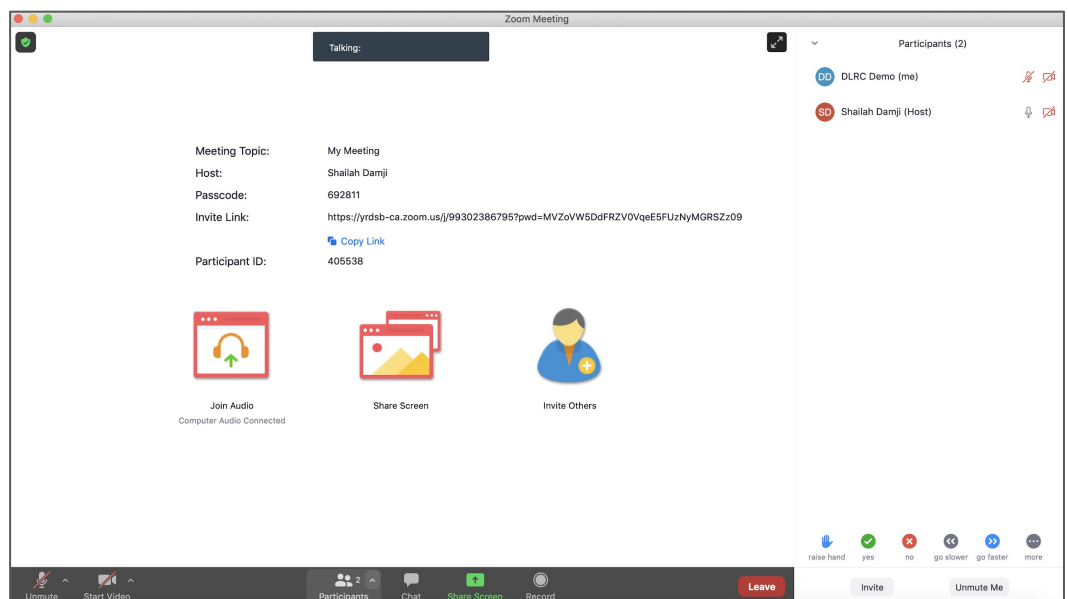 Zoom Meeting
Talking:
Participants (2)
DD DLRC Demo (me)
SD Shailah Damji (Host)
Meeting Topic: My Meeting
Host: Shailah Damji
Passcode: 692811
Invite Link: https://yrdsb-ca.zoom.us/j/99302386795?pwd=MVZoVW5DdFRZV0VqeE5FUzNyMGRSZz09
Copy Link
Participant ID: 405538
Join Audio Share Screen Invite Others
Computer Audio Connected
raise hand yes no go slower go faster more
2
Unmute Start Video Participants Chat Share Screen Record Leave
Invite Unmute Me